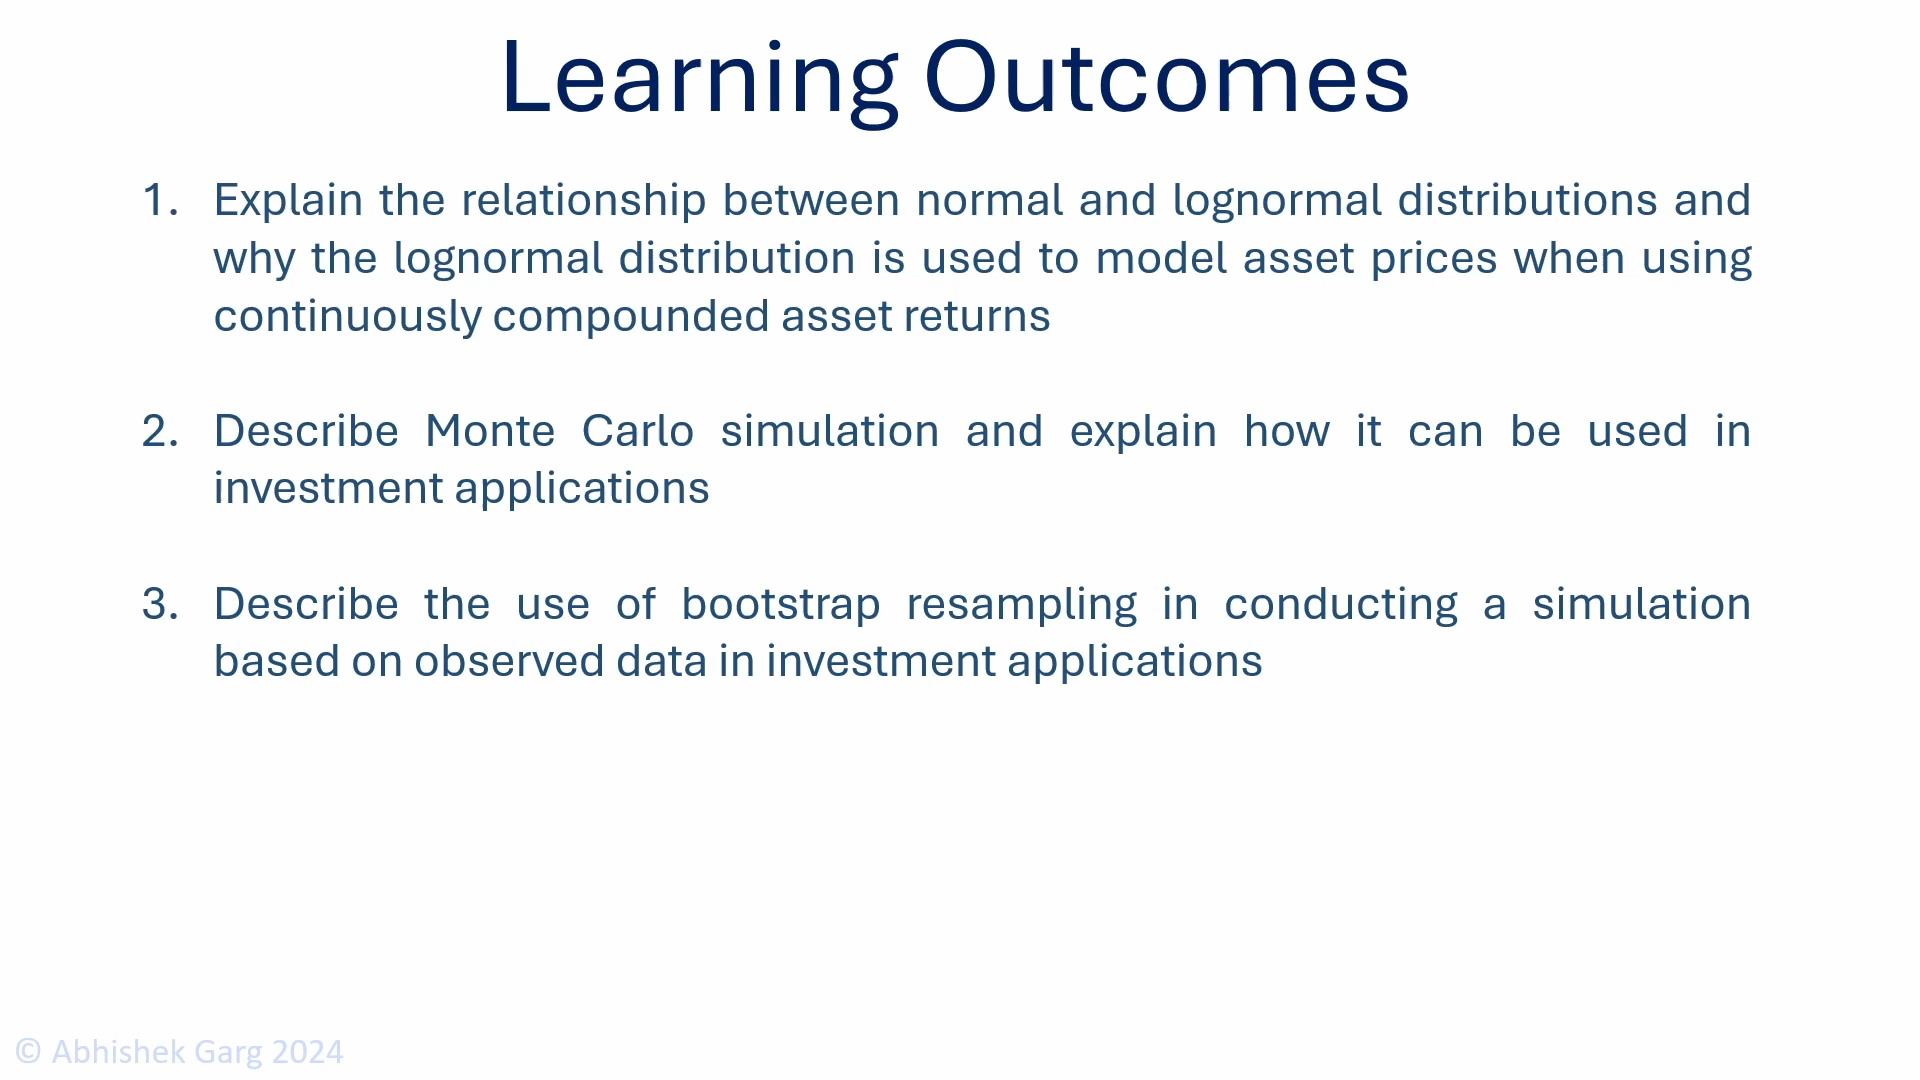 Learning Outcomes
1. Explain the relationship between normal and lognormal distributions and
why the lognormal distribution is used to model asset prices when using
continuously compounded asset returns
2. Describe Monte Carlo simulation and explain how it can be used in
investment applications
3. Describe the use of bootstrap resampling in conducting a simulation
based on observed data in investment applications
© Abhishek Garg 2024